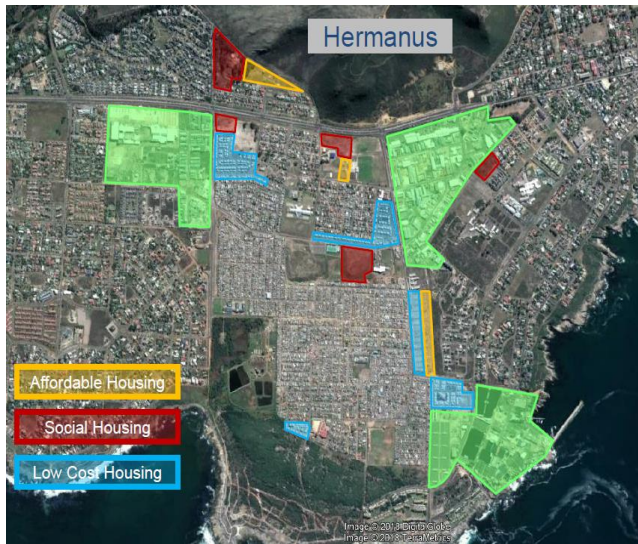 Hermanus
Affordable Housing
Social Housing
Low Cost Housing
Image © 2018 DigitalGlobe
Image © 2018 TerraMetrics